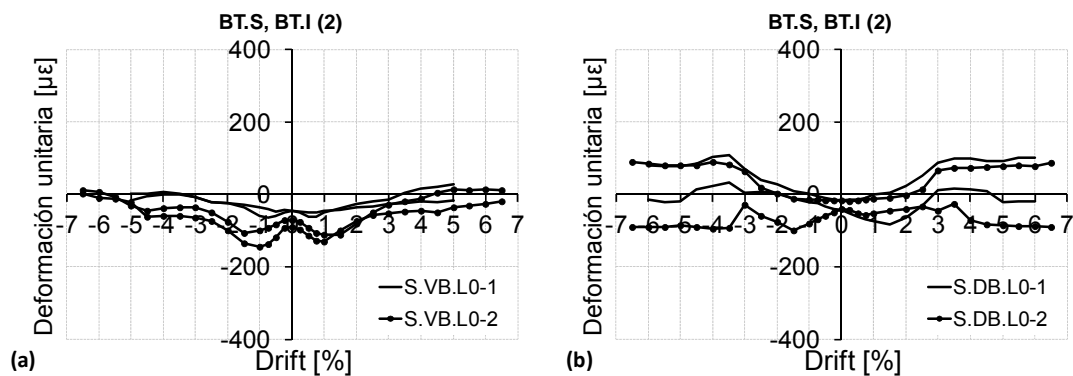 BT.S, BT.I (2)
400
200
0
-7 -6 -5 -4 -3 -2 -1 0 1 2 3 4 5 6 7
-200
-400
Deformación unitaria [με]
Drift [%]
S.VB.L0-1
S.VB.L0-2
(a)
BT.S, BT.I (2)
400
200
0
-7 -6 -5 -4 -3 -2 -1 0 1 2 3 4 5 6 7
-200
-400
Deformación unitaria [με]
Drift [%]
S.DB.L0-1
S.DB.L0-2
(b)